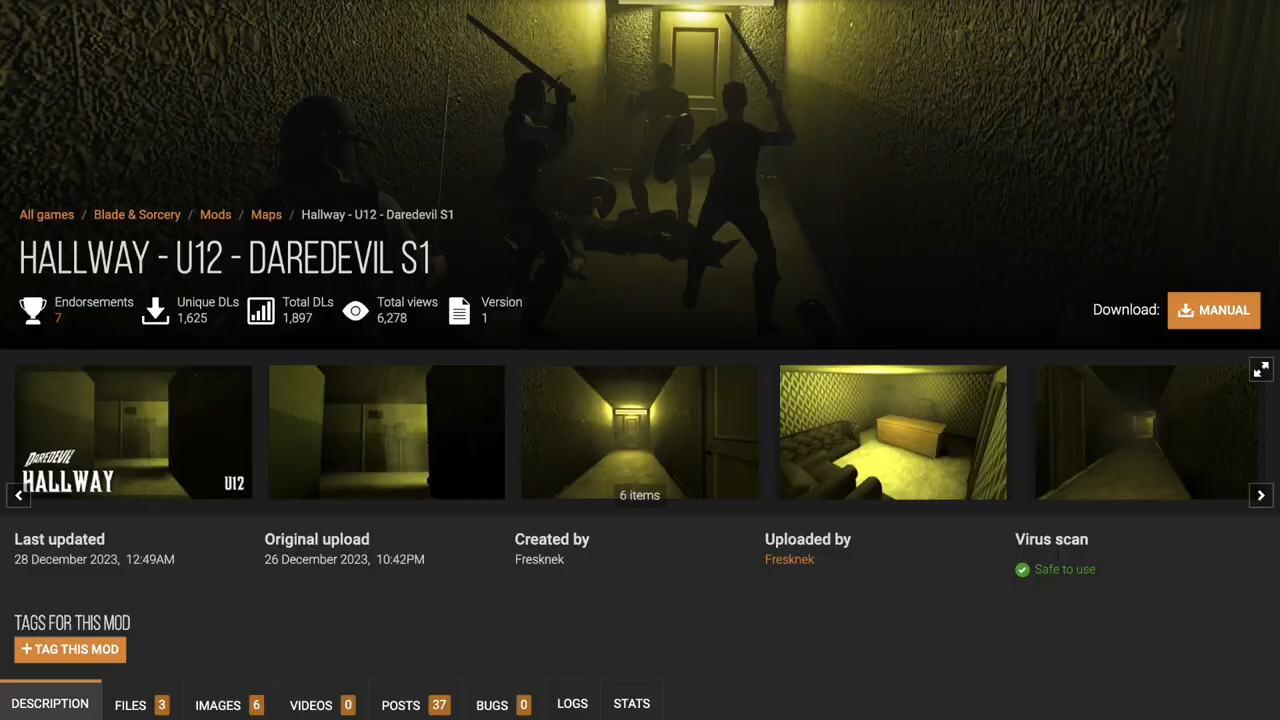 All games / Blade & Sorcery / Mods / Maps / Hallway - U12 - Daredevil S1
HALLWAY - U12 - DAREDEVIL S1
Endorsements
7
Unique DLs
1,625
Total DLs
1,897
Total views
6,278
Version
1
Download:
MANUAL
DAREDEVIL
HALLWAY
U12
6 items
Last updated
28 December 2023, 12:49AM
Original upload
26 December 2023, 10:42PM
Created by
Fresknek
Uploaded by
Fresknek
Virus scan
Safe to use
TAGS FOR THIS MOD
+ TAG THIS MOD
DESCRIPTION
FILES 3
IMAGES 6
VIDEOS 0
POSTS 37
BUGS 0
LOGS
STATS